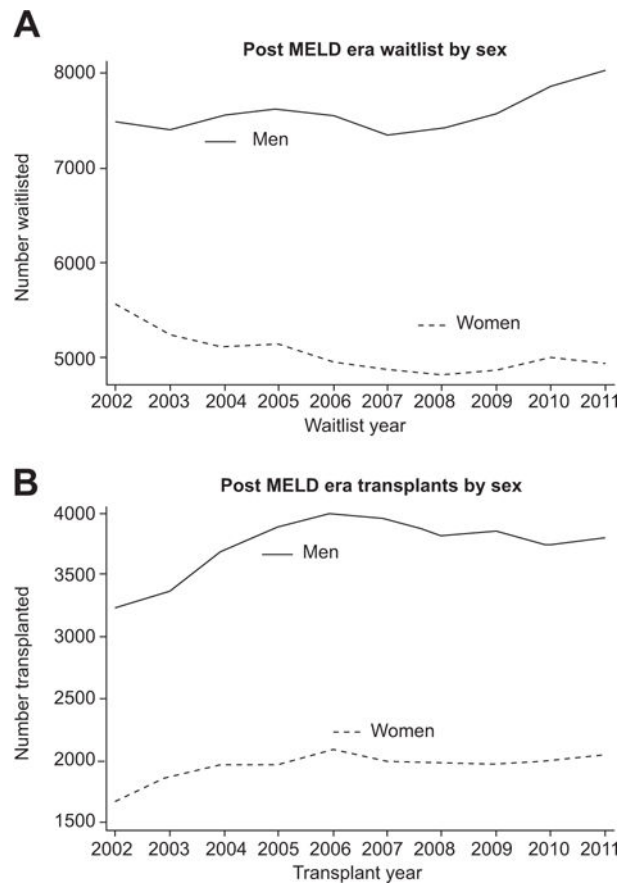 A
Post MELD era waitlist by sex
8000
7000
6000
5000
Number waitlisted
Men
Women
2002 2003 2004 2005 2006 2007 2008 2009 2010 2011
Waitlist year
B
Post MELD era transplants by sex
4000
3500
3000
2500
2000
1500
Number transplanted
Men
Women
2002 2003 2004 2005 2006 2007 2008 2009 2010 2011
Transplant year